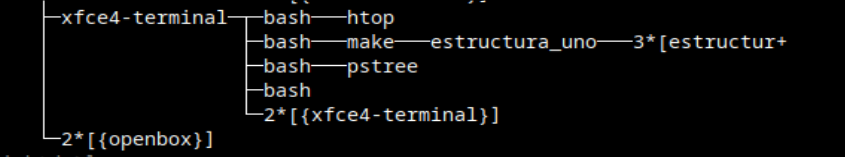 ├─xfce4-terminal─┬─bash───htop
├─bash───make───estructura_uno───3*[estructur+
├─bash───pstree
├─bash
└─2*[{xfce4-terminal}]
└─2*[{openbox}]